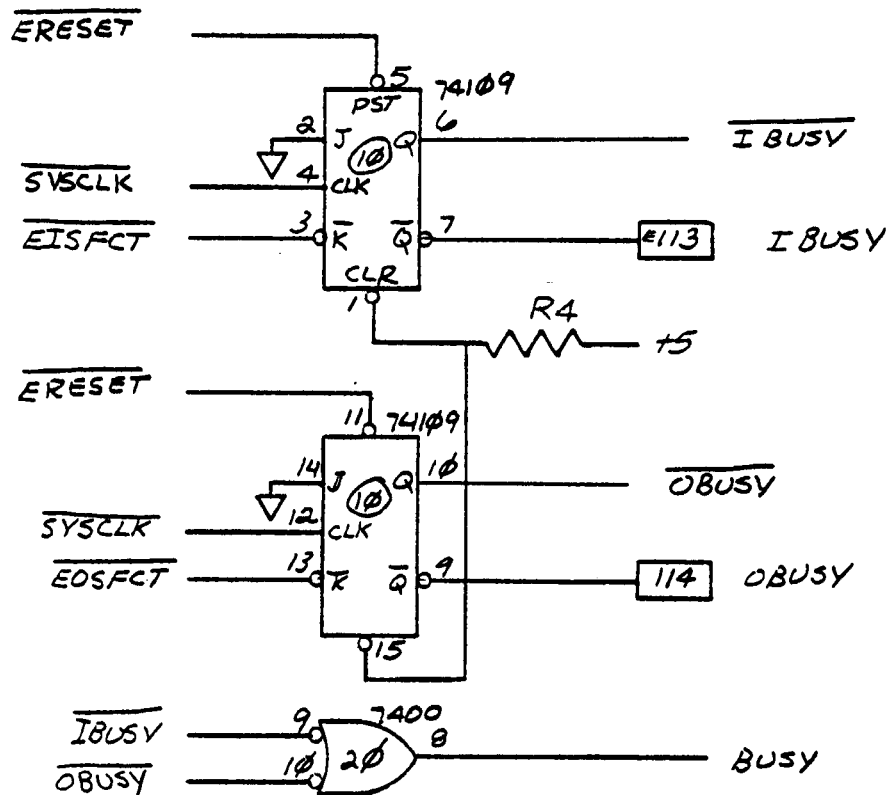 ERESET
5
74109
PST
2 J Q 6 IBUSY
10
SYSCLK 4 CLK
EISFCT 3 K Q 7 E113 IBUSY
CLR
1
R4
+5
ERESET
11 74109
14 J Q 10 OBUSY
10
SYSCLK 12 CLK
EOSFCT 13 K Q 9 114 OBUSY
15
7400
IBUSY 9 8
20 BUSY
OBUSY 10